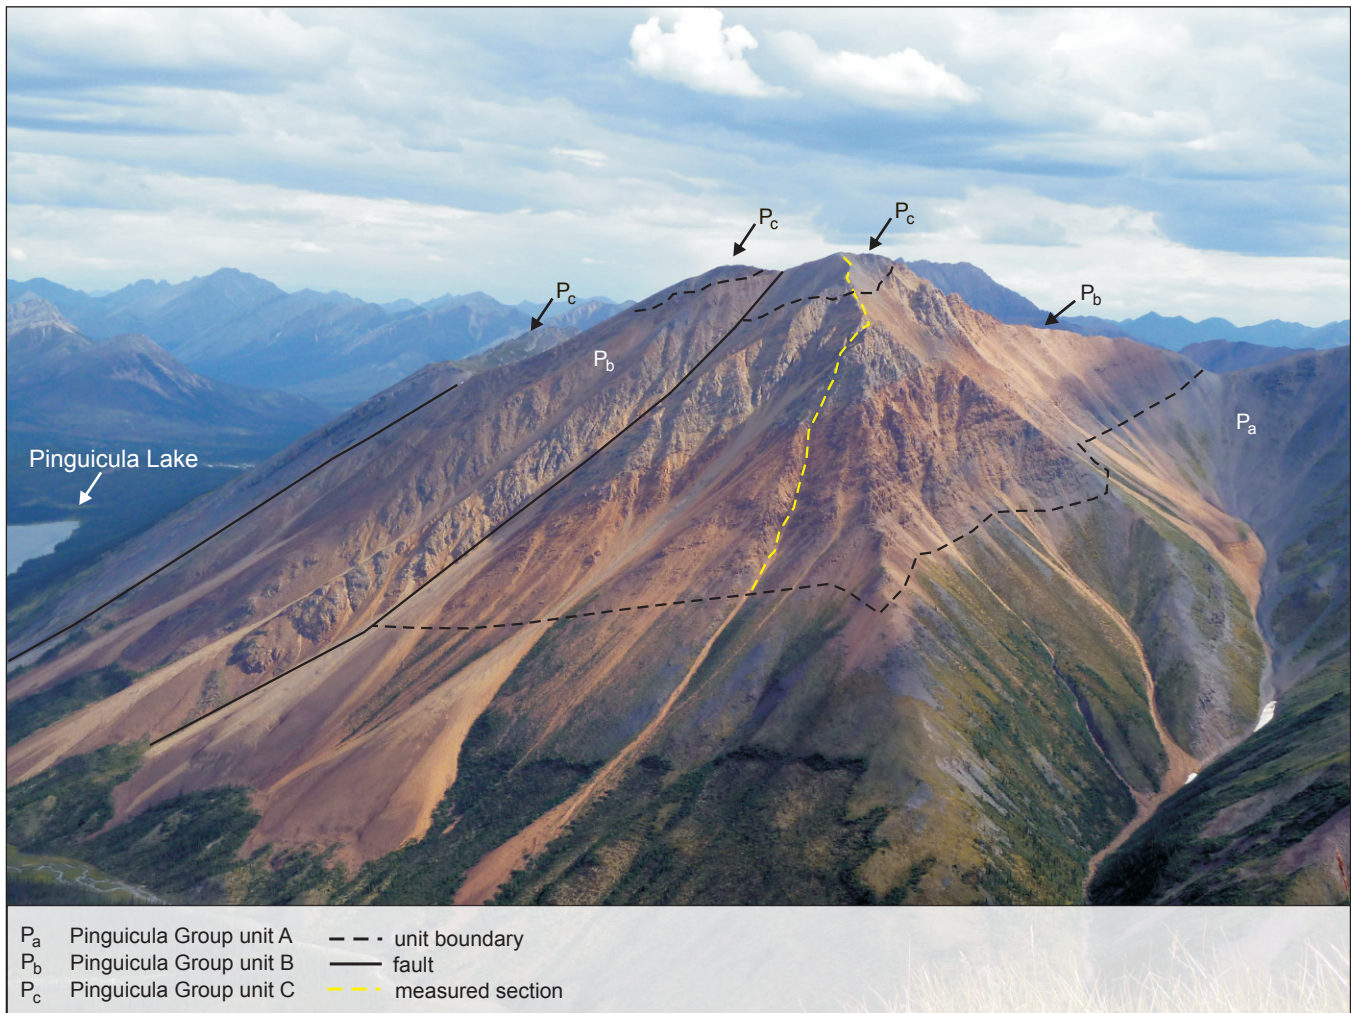 Pc
Pc
Pc
Pb
Pb
Pa
Pinguicula Lake
Pa Pinguicula Group unit A unit boundary
Pb Pinguicula Group unit B fault
Pc Pinguicula Group unit C measured section